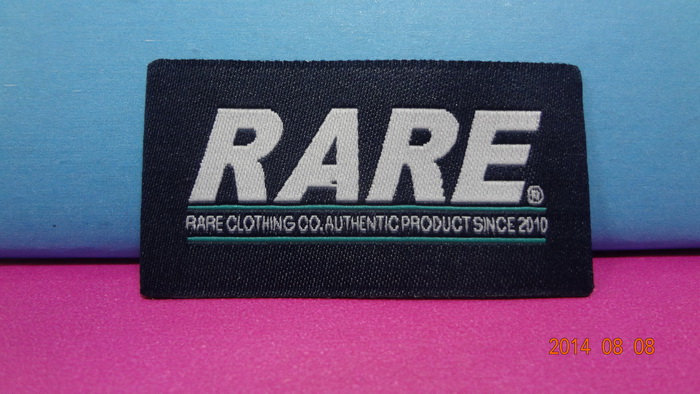 RARE®
RARE CLOTHING CO. AUTHENTIC PRODUCT SINCE 2010
2014 08 08